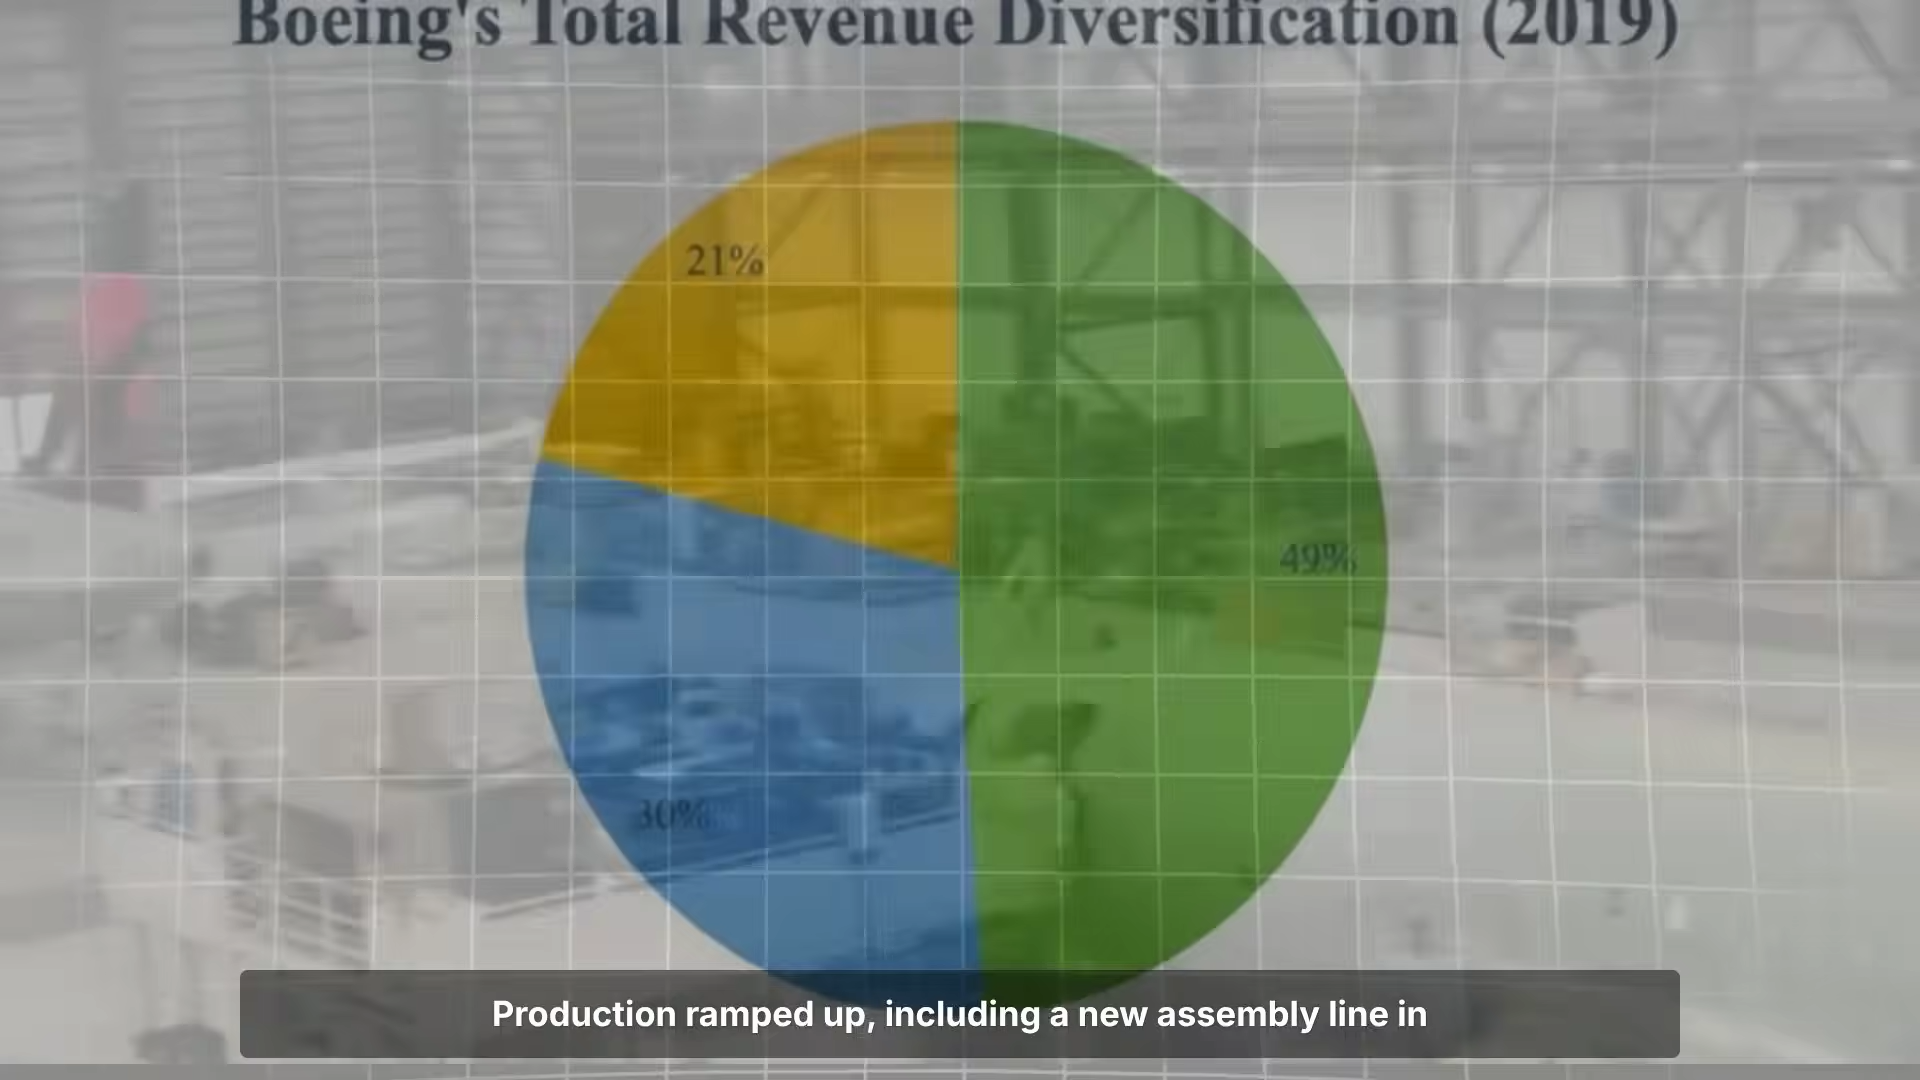 Boeing's Total Revenue Diversification (2019)
21%
49%
30%
Production ramped up, including a new assembly line in